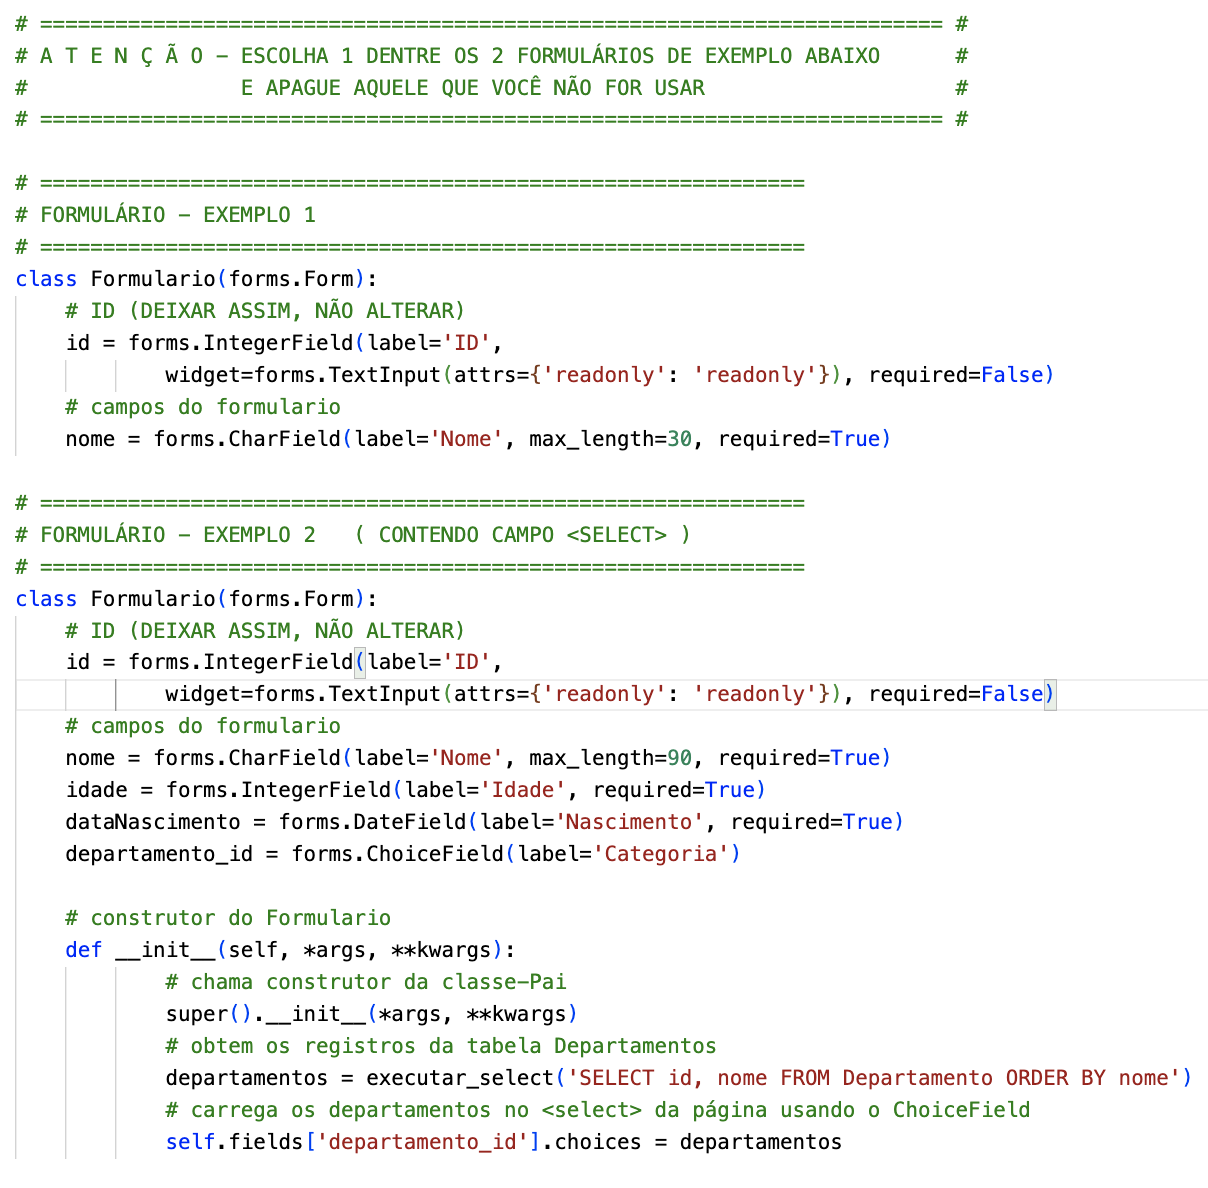 # ======================================================================== #
# A T E N Ç Ã O – ESCOLHA 1 DENTRE OS 2 FORMULÁRIOS DE EXEMPLO ABAIXO      #
#                 E APAGUE AQUELE QUE VOCÊ NÃO FOR USAR                    #
# ======================================================================== #

# =============================================================
# FORMULÁRIO – EXEMPLO 1
# =============================================================
class Formulario(forms.Form):
    # ID (DEIXAR ASSIM, NÃO ALTERAR)
    id = forms.IntegerField(label='ID',
            widget=forms.TextInput(attrs={'readonly': 'readonly'}), required=False)
    # campos do formulario
    nome = forms.CharField(label='Nome', max_length=30, required=True)

# =============================================================
# FORMULÁRIO – EXEMPLO 2   ( CONTENDO CAMPO <SELECT> )
# =============================================================
class Formulario(forms.Form):
    # ID (DEIXAR ASSIM, NÃO ALTERAR)
    id = forms.IntegerField(label='ID',
            widget=forms.TextInput(attrs={'readonly': 'readonly'}), required=False)
    # campos do formulario
    nome = forms.CharField(label='Nome', max_length=90, required=True)
    idade = forms.IntegerField(label='Idade', required=True)
    dataNascimento = forms.DateField(label='Nascimento', required=True)
    departamento_id = forms.ChoiceField(label='Categoria')

    # construtor do Formulario
    def __init__(self, *args, **kwargs):
            # chama construtor da classe–Pai
            super().__init__(*args, **kwargs)
            # obtem os registros da tabela Departamentos
            departamentos = executar_select('SELECT id, nome FROM Departamento ORDER BY nome')
            # carrega os departamentos no <select> da página usando o ChoiceField
            self.fields['departamento_id'].choices = departamentos